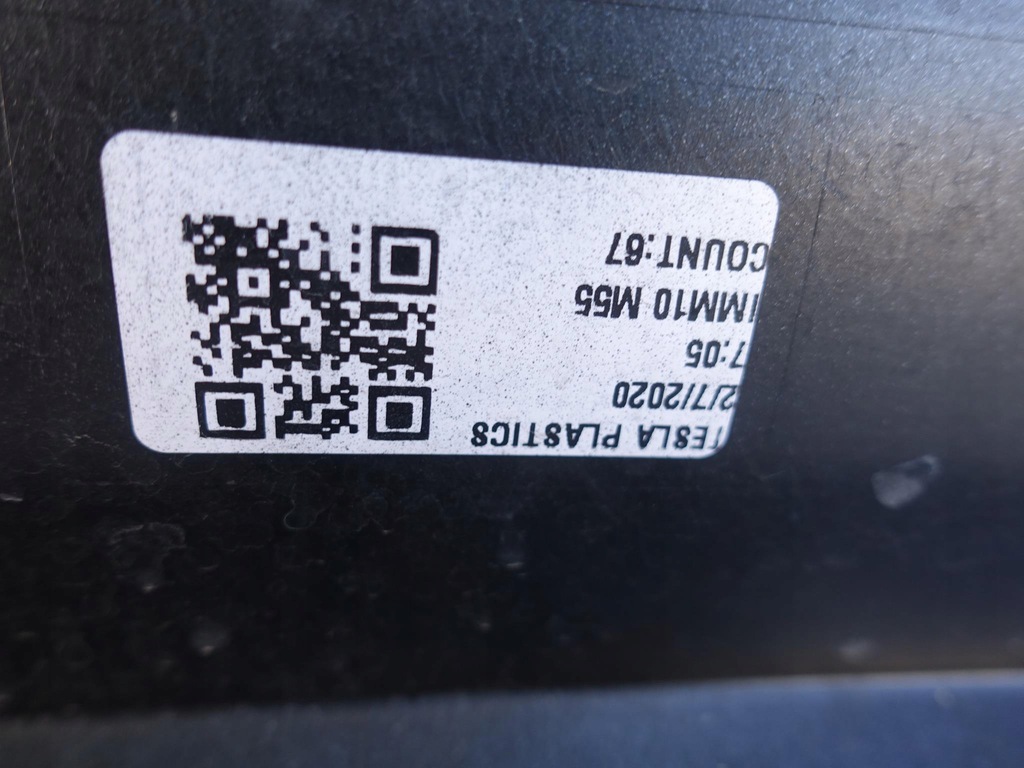 TESLA PLASTICS
2/7/2020
7:05
IMM10 M55
COUNT:67